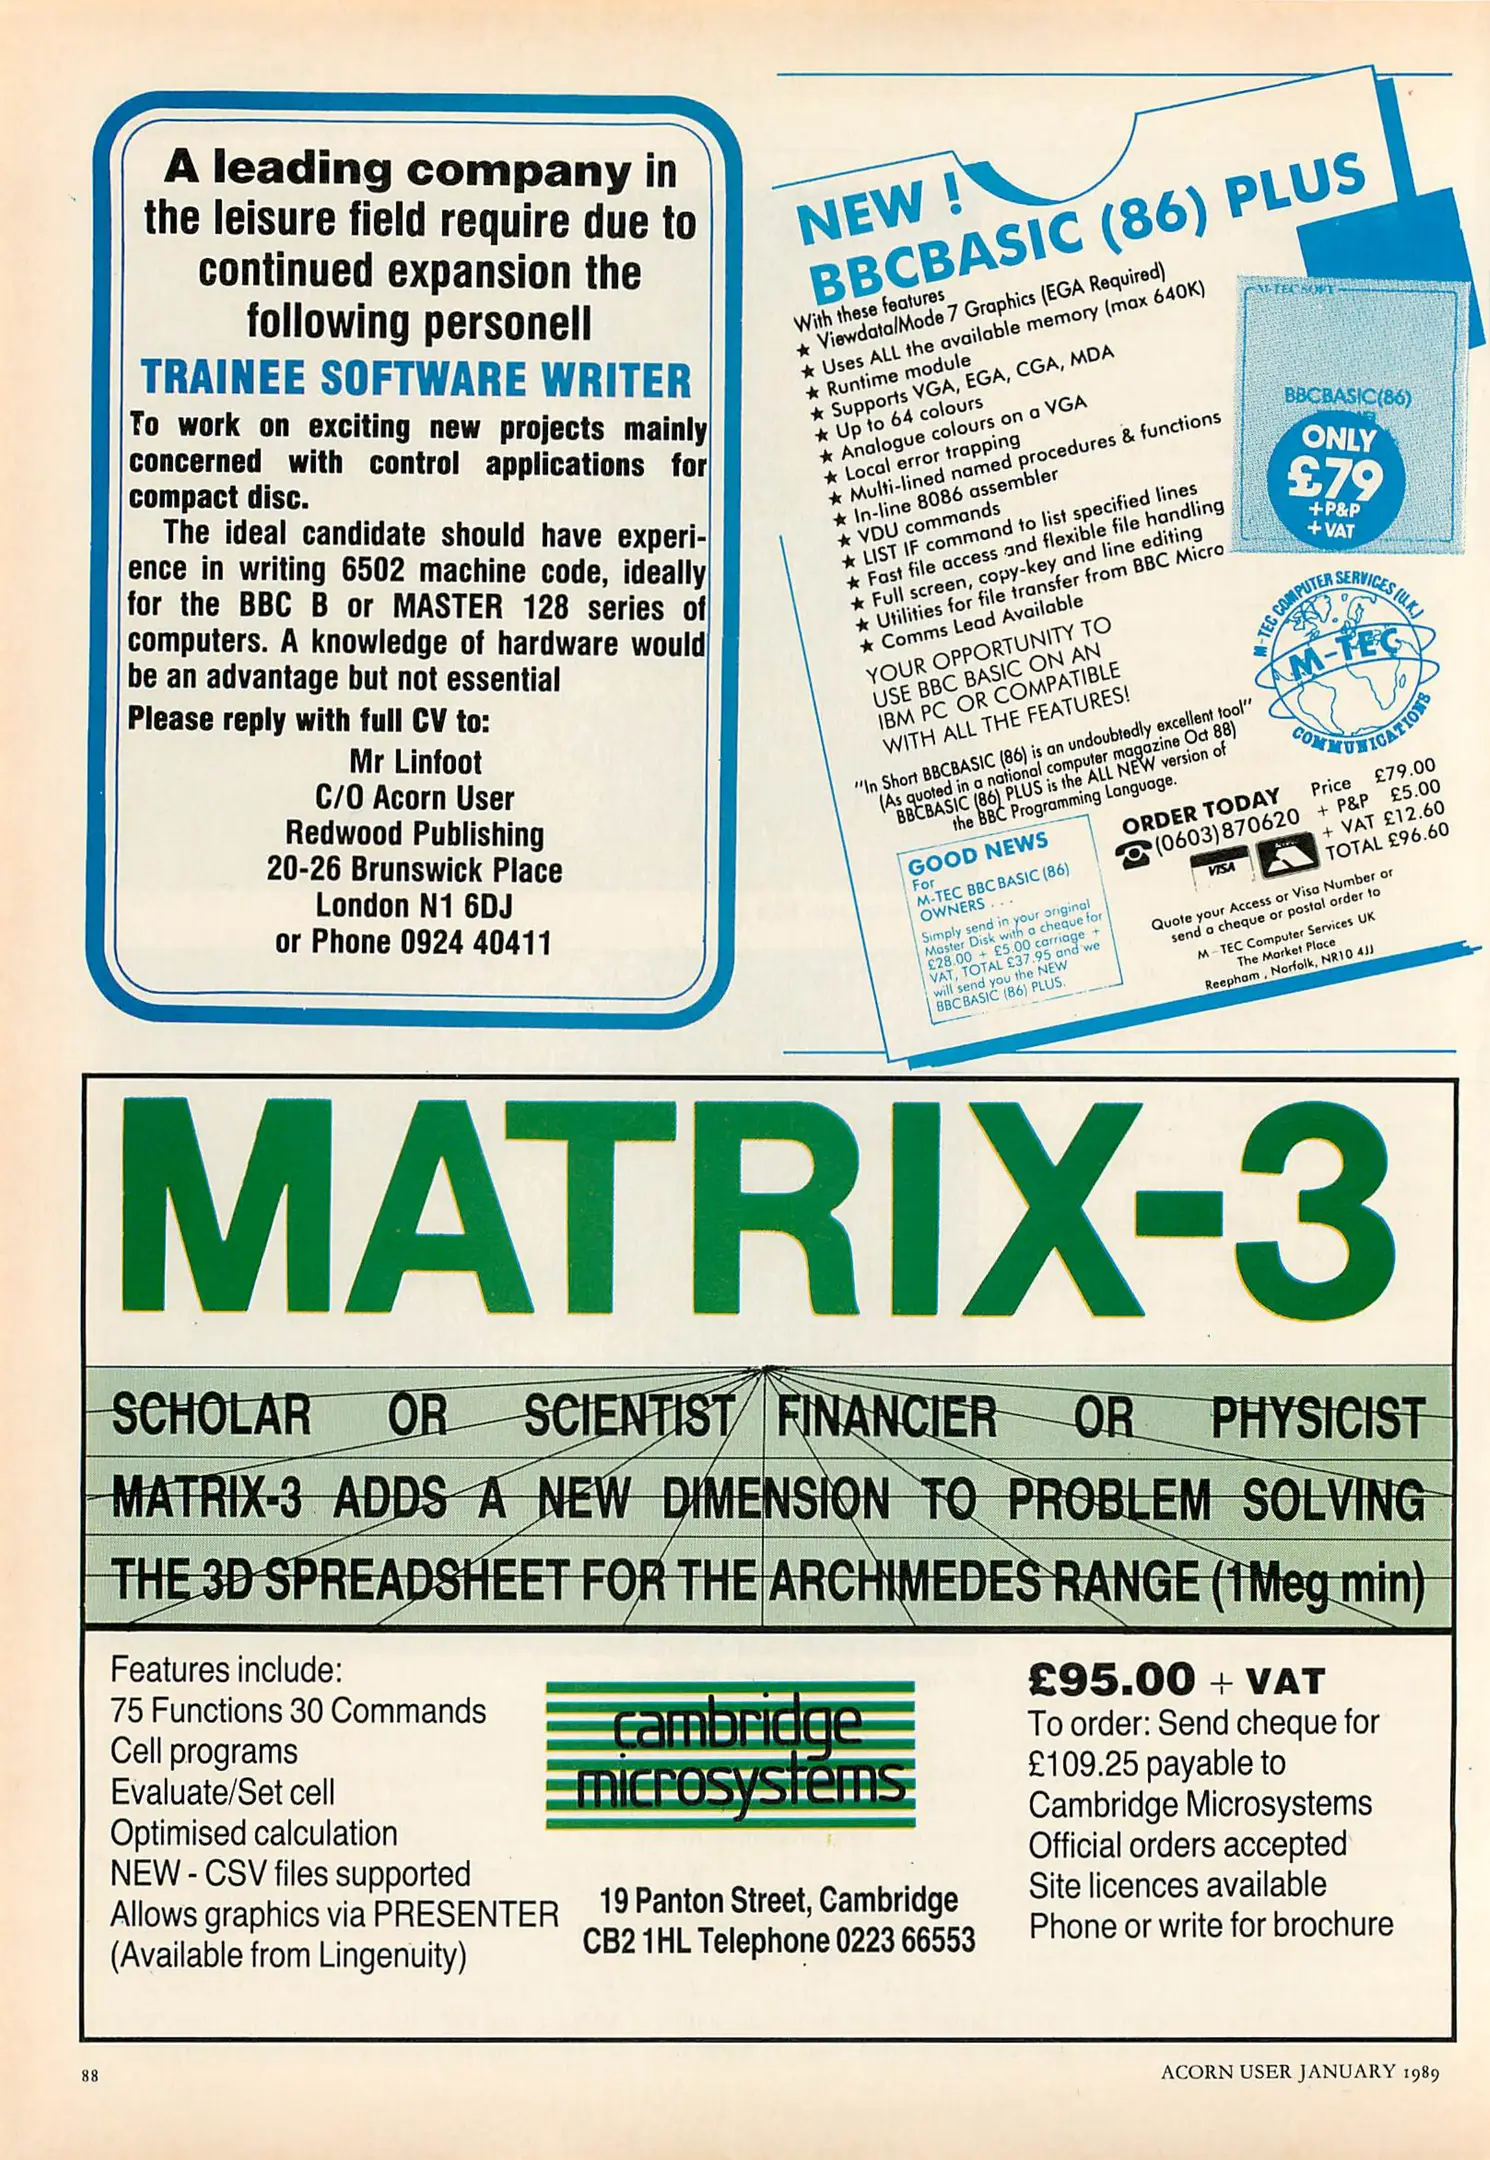 A leading company in
the leisure field require due to
continued expansion the
following personell
TRAINEE SOFTWARE WRITER
To work on exciting new projects mainly
concerned with control applications for
compact disc.
The ideal candidate should have experi-
ence in writing 6502 machine code, ideally
for the BBC B or MASTER 128 series of
computers. A knowledge of hardware would
be an advantage but not essential
Please reply with full CV to:
Mr Linfoot
C/O Acorn User
Redwood Publishing
20-26 Brunswick Place
London N1 6DJ
or Phone 0924 40411
NEW !
BBCBASIC (86) PLUS
With these features
★ Viewdata/Mode 7 Graphics (EGA Required)
★ Uses ALL the available memory (max 640K)
★ Runtime module
★ Supports VGA, EGA, CGA, MDA
★ Up to 64 colours
★ Analogue colours on a VGA
★ Local error trapping
★ Multi-lined named procedures & functions
★ In-line 8086 assembler
★ VDU commands
★ LIST IF command to list specified lines
★ Fast file access and flexible file handling
★ Full screen, copy-key and line editing
★ Utilities for file transfer from BBC Micro
★ Comms Lead Available
YOUR OPPORTUNITY TO
USE BBC BASIC ON AN
IBM PC OR COMPATIBLE
WITH ALL THE FEATURES!
"In Short BBCBASIC (86) is an undoubtedly excellent tool"
(As quoted in a national computer magazine Oct 88)
BBCBASIC (86) PLUS is the ALL NEW version of
the BBC Programming Language.
M-TEC SOFT
BBCBASIC(86)
ONLY
£79
+P&P
+VAT
M-TEC COMPUTER SERVICES (U.K.)
M-TEC
COMMUNICATIONS
GOOD NEWS
For
M-TEC BBCBASIC (86)
OWNERS . . .
Simply send in your original
Master Disk with a cheque for
£28.00 + £5.00 carriage +
VAT, TOTAL £37.95 and we
will send you the NEW
BBCBASIC (86) PLUS.
ORDER TODAY
(0603) 870620
VISA
Price £79.00
+ P&P £5.00
+ VAT £12.60
TOTAL £96.60
Quote your Access or Visa Number or
send a cheque or postal order to
M-TEC Computer Services UK
The Market Place
Reepham, Norfolk, NR10 4JJ
MATRIX-3
SCHOLAR OR SCIENTIST FINANCIER OR PHYSICIST
MATRIX-3 ADDS A NEW DIMENSION TO PROBLEM SOLVING
THE 3D SPREADSHEET FOR THE ARCHIMEDES RANGE (1Meg min)
Features include:
75 Functions 30 Commands
Cell programs
Evaluate/Set cell
Optimised calculation
NEW - CSV files supported
Allows graphics via PRESENTER
(Available from Lingenuity)
cambridge
microsystems
19 Panton Street, Cambridge
CB2 1HL Telephone 0223 66553
£95.00 + VAT
To order: Send cheque for
£109.25 payable to
Cambridge Microsystems
Official orders accepted
Site licences available
Phone or write for brochure
88
ACORN USER JANUARY 1989